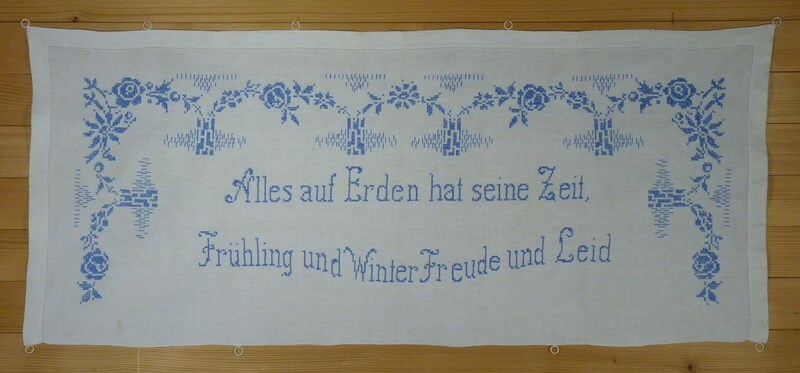 Alles auf Erden hat seine Zeit,
Frühling und Winter Freude und Leid